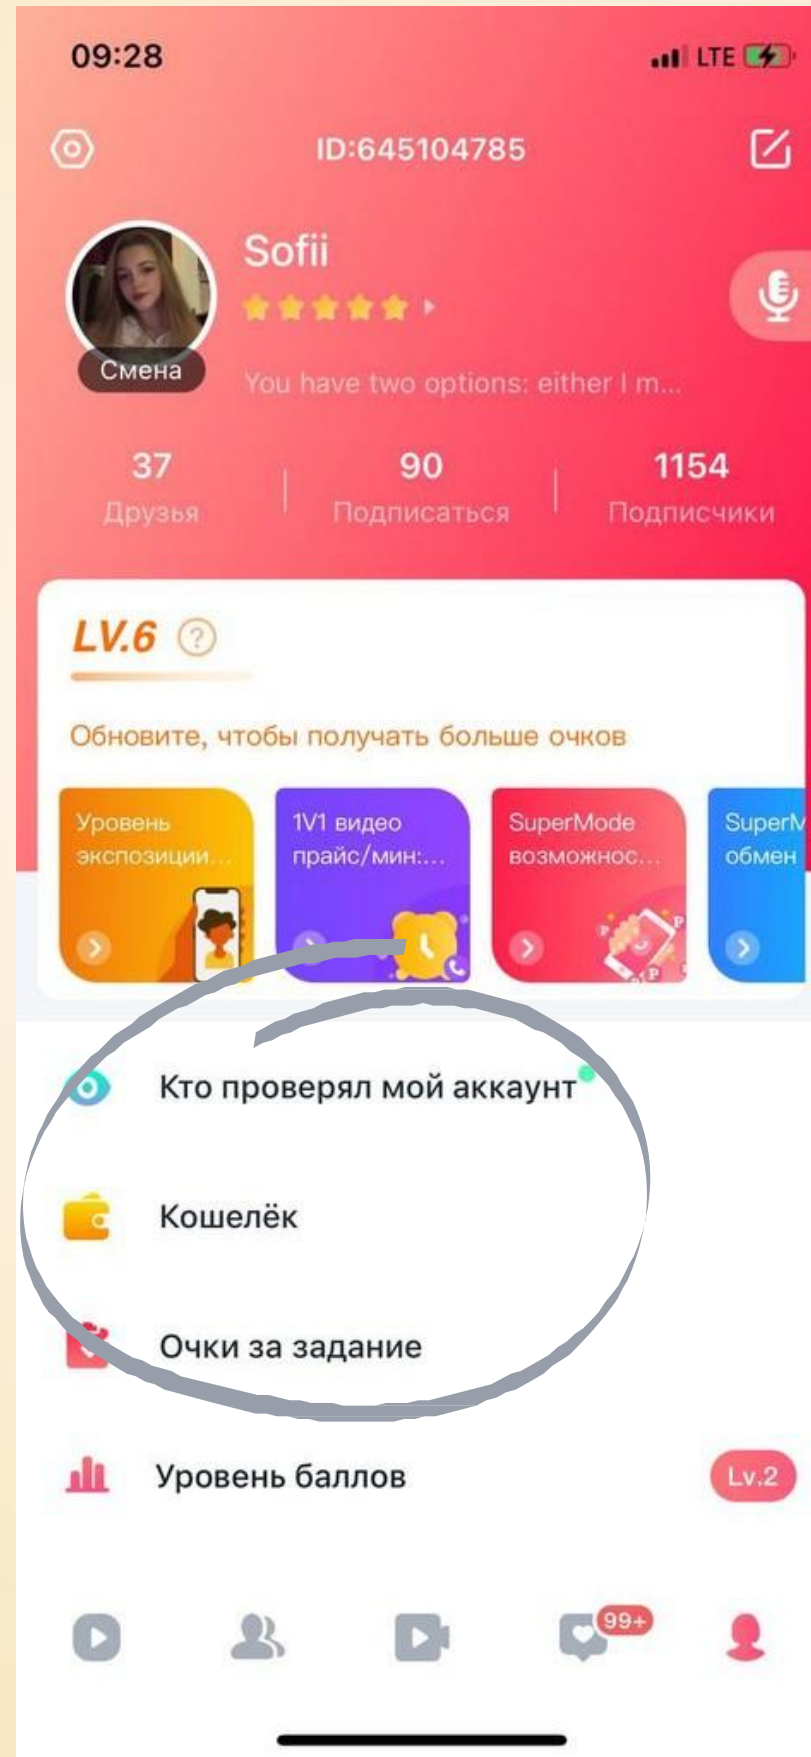 09:28
LTE
ID:645104785
Sofii
Смена
You have two options: either I m...
37
90
1154
Друзья
Подписаться
Подписчики
LV.6 ?
Обновите, чтобы получать больше очков
Уровень
экспозиции...
1V1 видео
прайс/мин:...
SuperMode
возможнос...
SuperM
обмен
Кто проверял мой аккаунт
Кошелёк
Очки за задание
Уровень баллов
Lv.2
99+